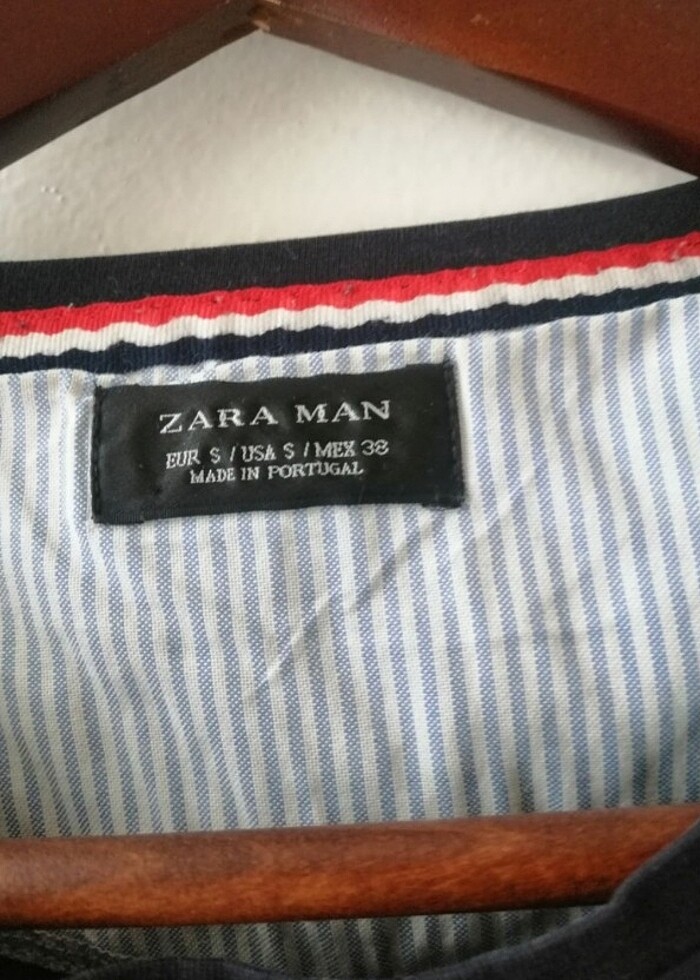 ZARA MAN
EUR S / USA S / MEX 38
MADE IN PORTUGAL